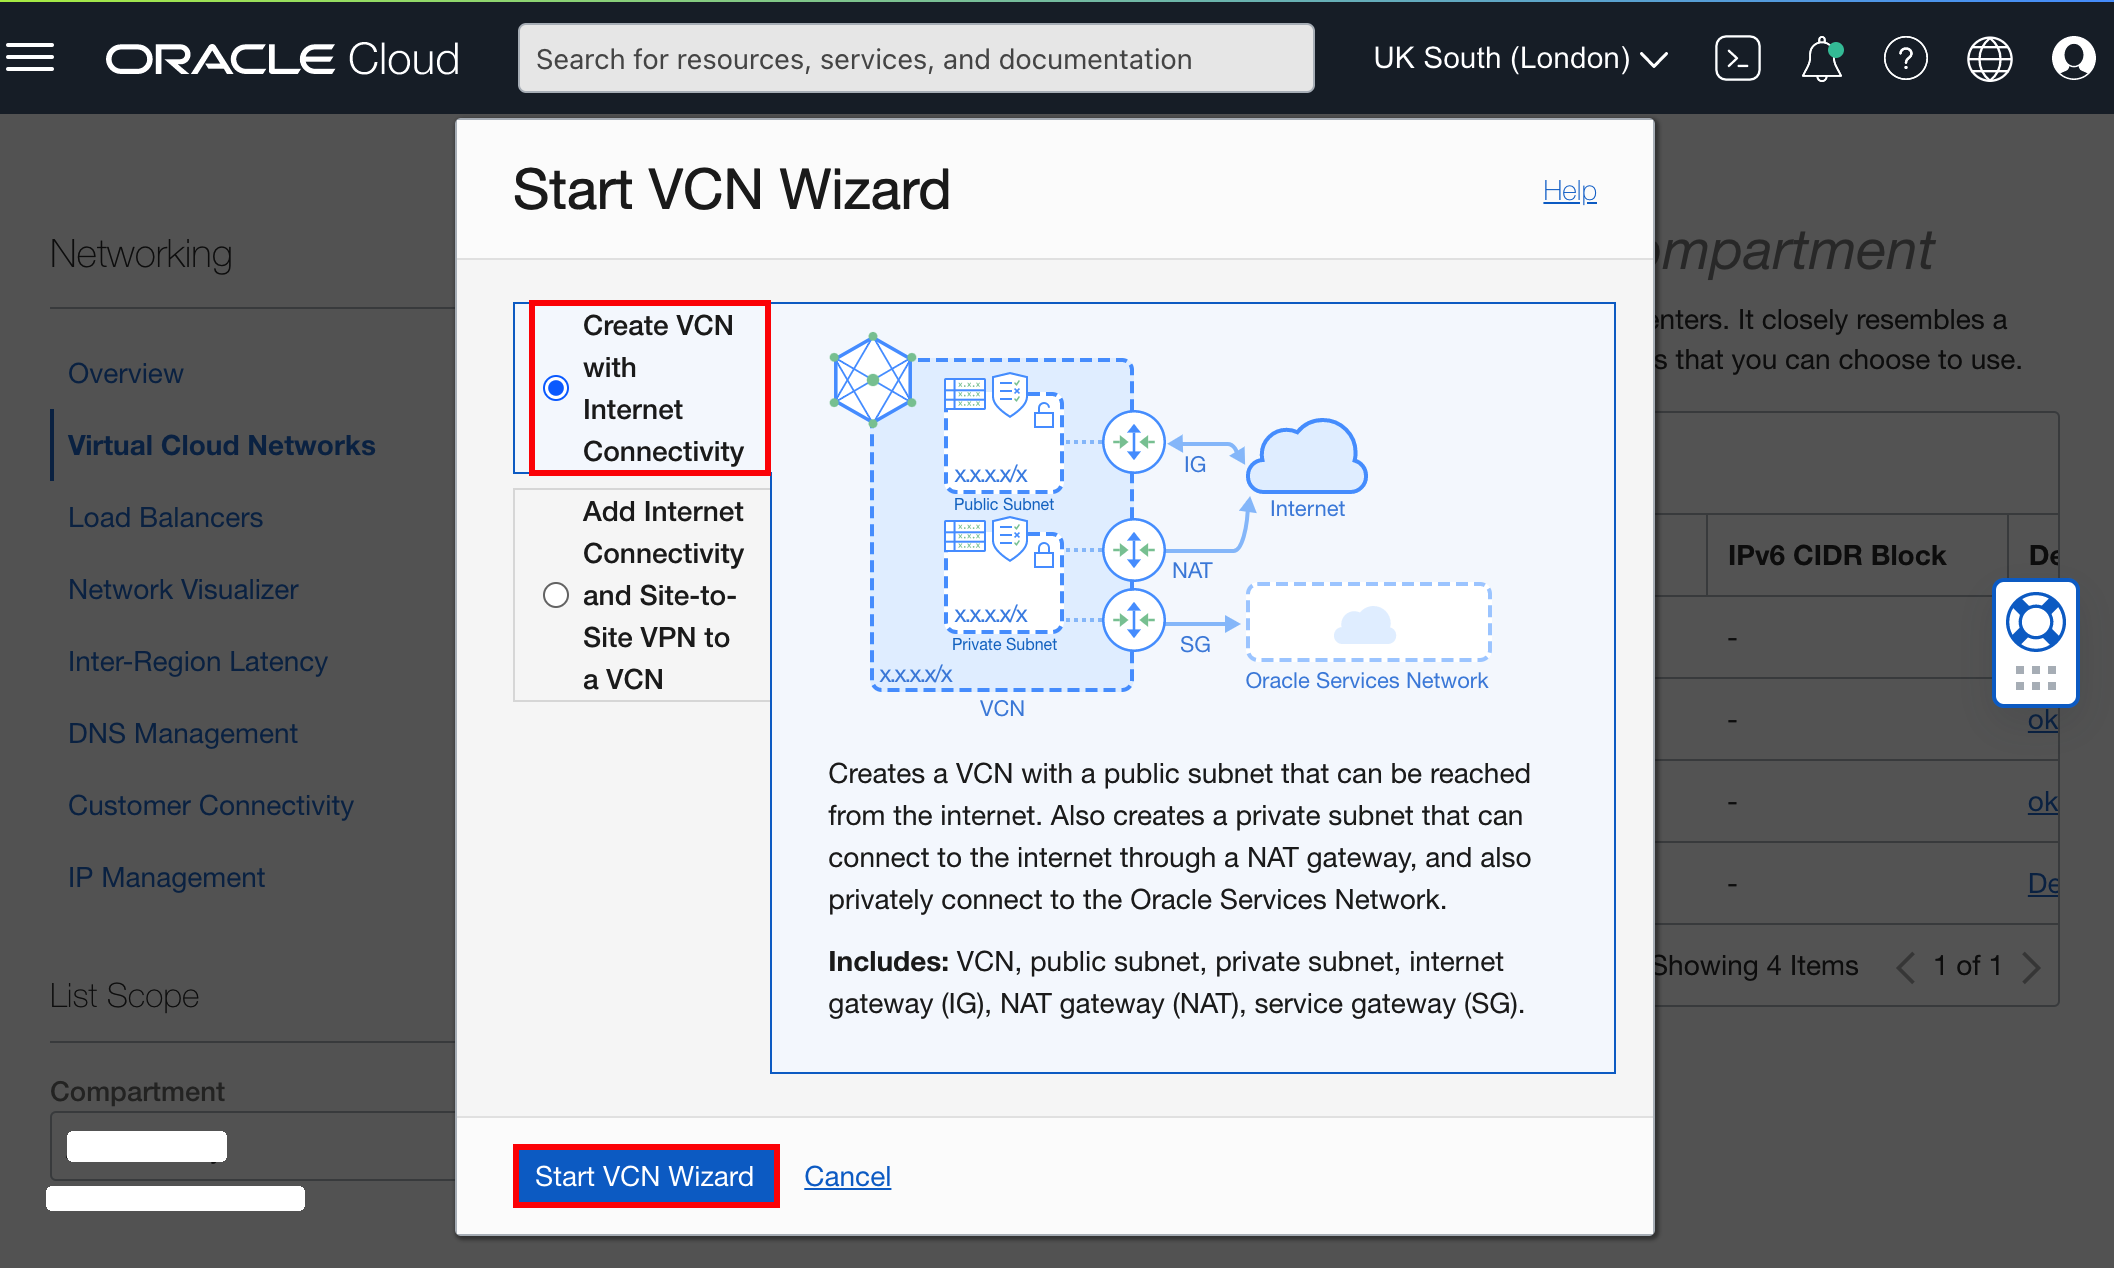 ORACLE Cloud
Search for resources, services, and documentation
UK South (London)
Start VCN Wizard
Help
Networking
Overview
Virtual Cloud Networks
Load Balancers
Network Visualizer
Inter-Region Latency
DNS Management
Customer Connectivity
IP Management
List Scope
Compartment
Create VCN
with
Internet
Connectivity
Add Internet
Connectivity
and Site-to-
Site VPN to
a VCN
x.x.x
x.x.x
x.x.x
x.x.x.x/x
Public Subnet
x.x.x
x.x.x
x.x.x
x.x.x.x/x
Private Subnet
x.x.x.x/x
VCN
IG
Internet
NAT
SG
Oracle Services Network
Creates a VCN with a public subnet that can be reached
from the internet. Also creates a private subnet that can
connect to the internet through a NAT gateway, and also
privately connect to the Oracle Services Network.
Includes: VCN, public subnet, private subnet, internet
gateway (IG), NAT gateway (NAT), service gateway (SG).
Start VCN Wizard
Cancel
ompartment
enters. It closely resembles a
s that you can choose to use.
IPv6 CIDR Block
De
-
-
ok
-
ok
-
De
Showing 4 Items
1 of 1